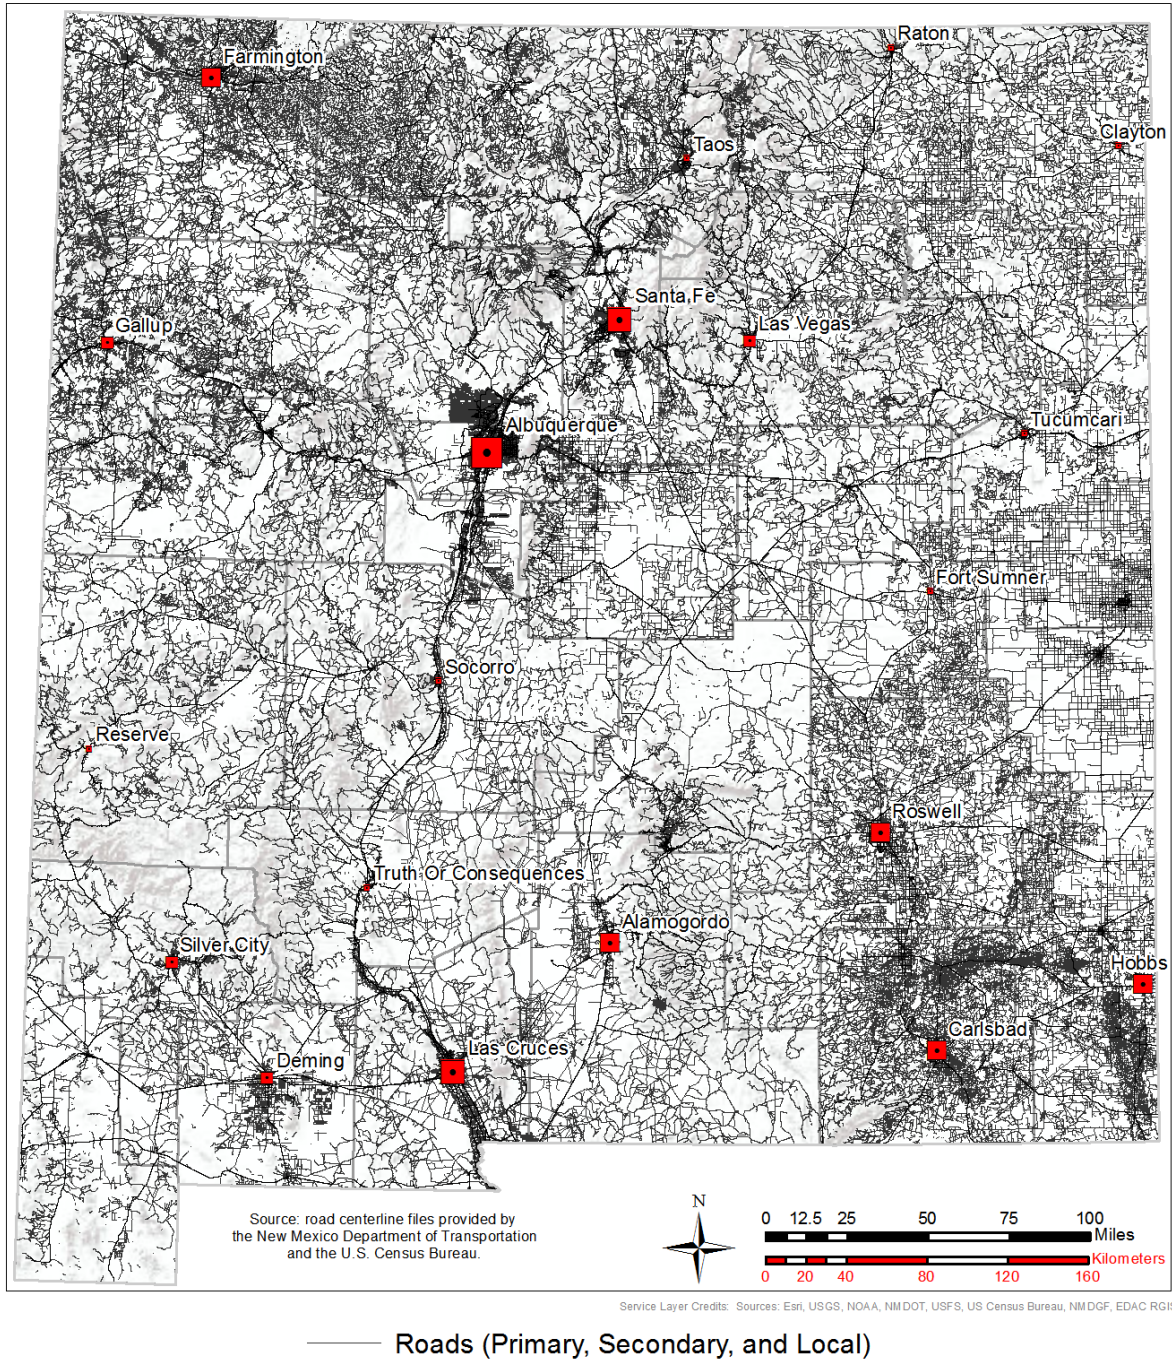 Raton
Farmington
Clayton
Taos
Santa Fe
Gallup
Las Vegas
Albuquerque
Tucumcari
Fort Sumner
Socorro
Reserve
Roswell
Truth Or Consequences
Alamogordo
Silver City
Hobbs
Carlsbad
Las Cruces
Deming
N
Source: road centerline files provided by
the New Mexico Department of Transportation
and the U.S. Census Bureau.
0 12.5 25 50 75 100
Miles
Kilometers
0 20 40 80 120 160
Service Layer Credits: Sources: Esri, USGS, NOAA, NMDOT, USFS, US Census Bureau, NMDGF, EDAC RGIS
Roads (Primary, Secondary, and Local)